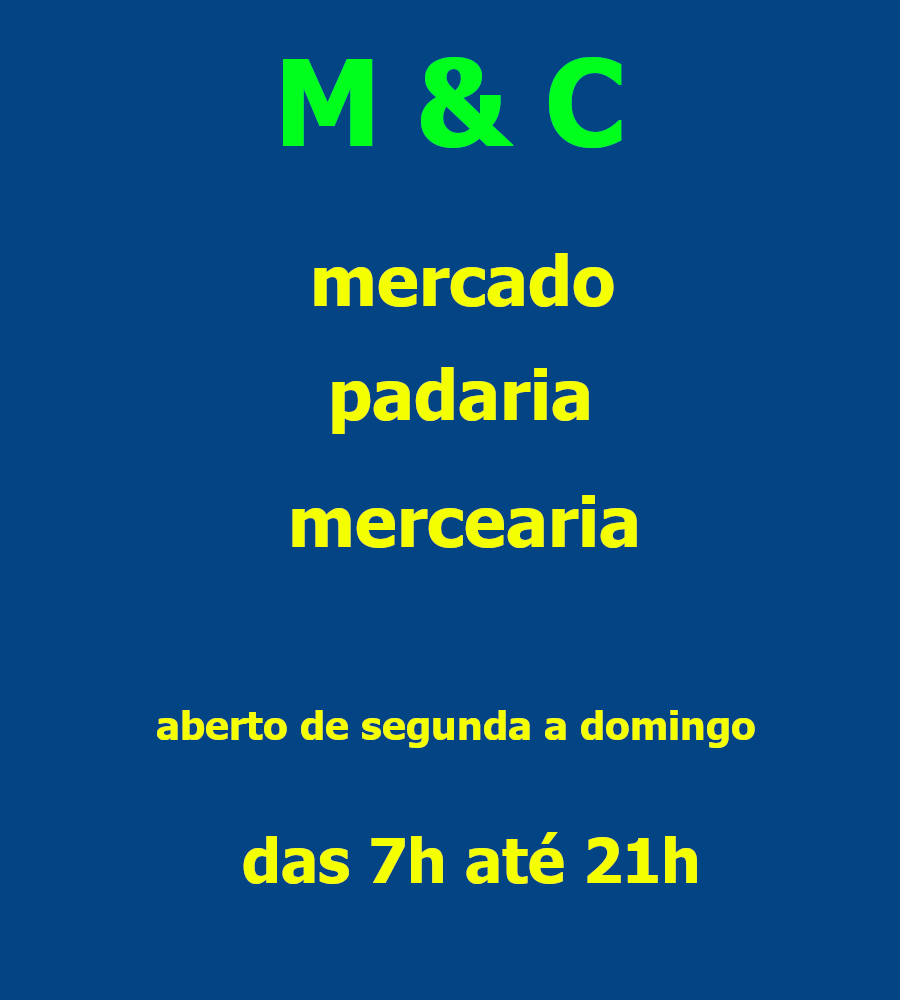 M & C
mercado
padaria
mercearia
aberto de segunda a domingo
das 7h até 21h